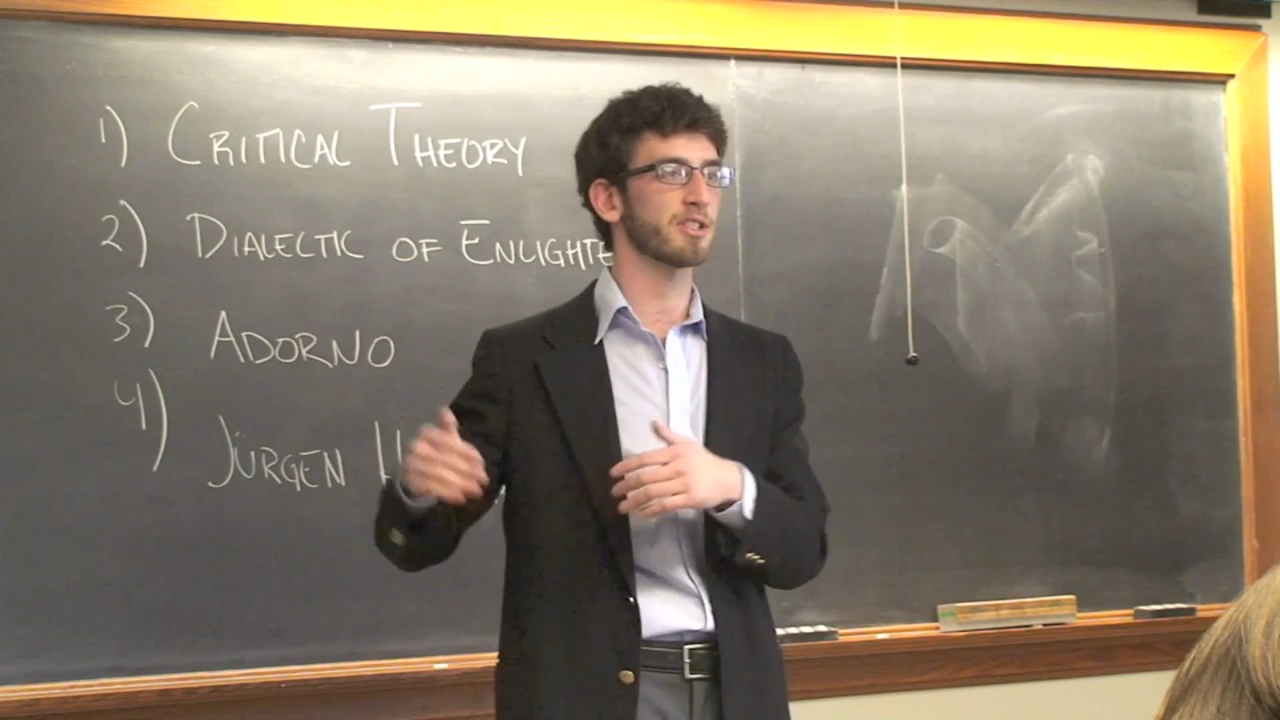 1) CRITICAL THEORY
2) DIALECTIC OF ENLIGHTE
3) ADORNO
4) JÜRGEN H